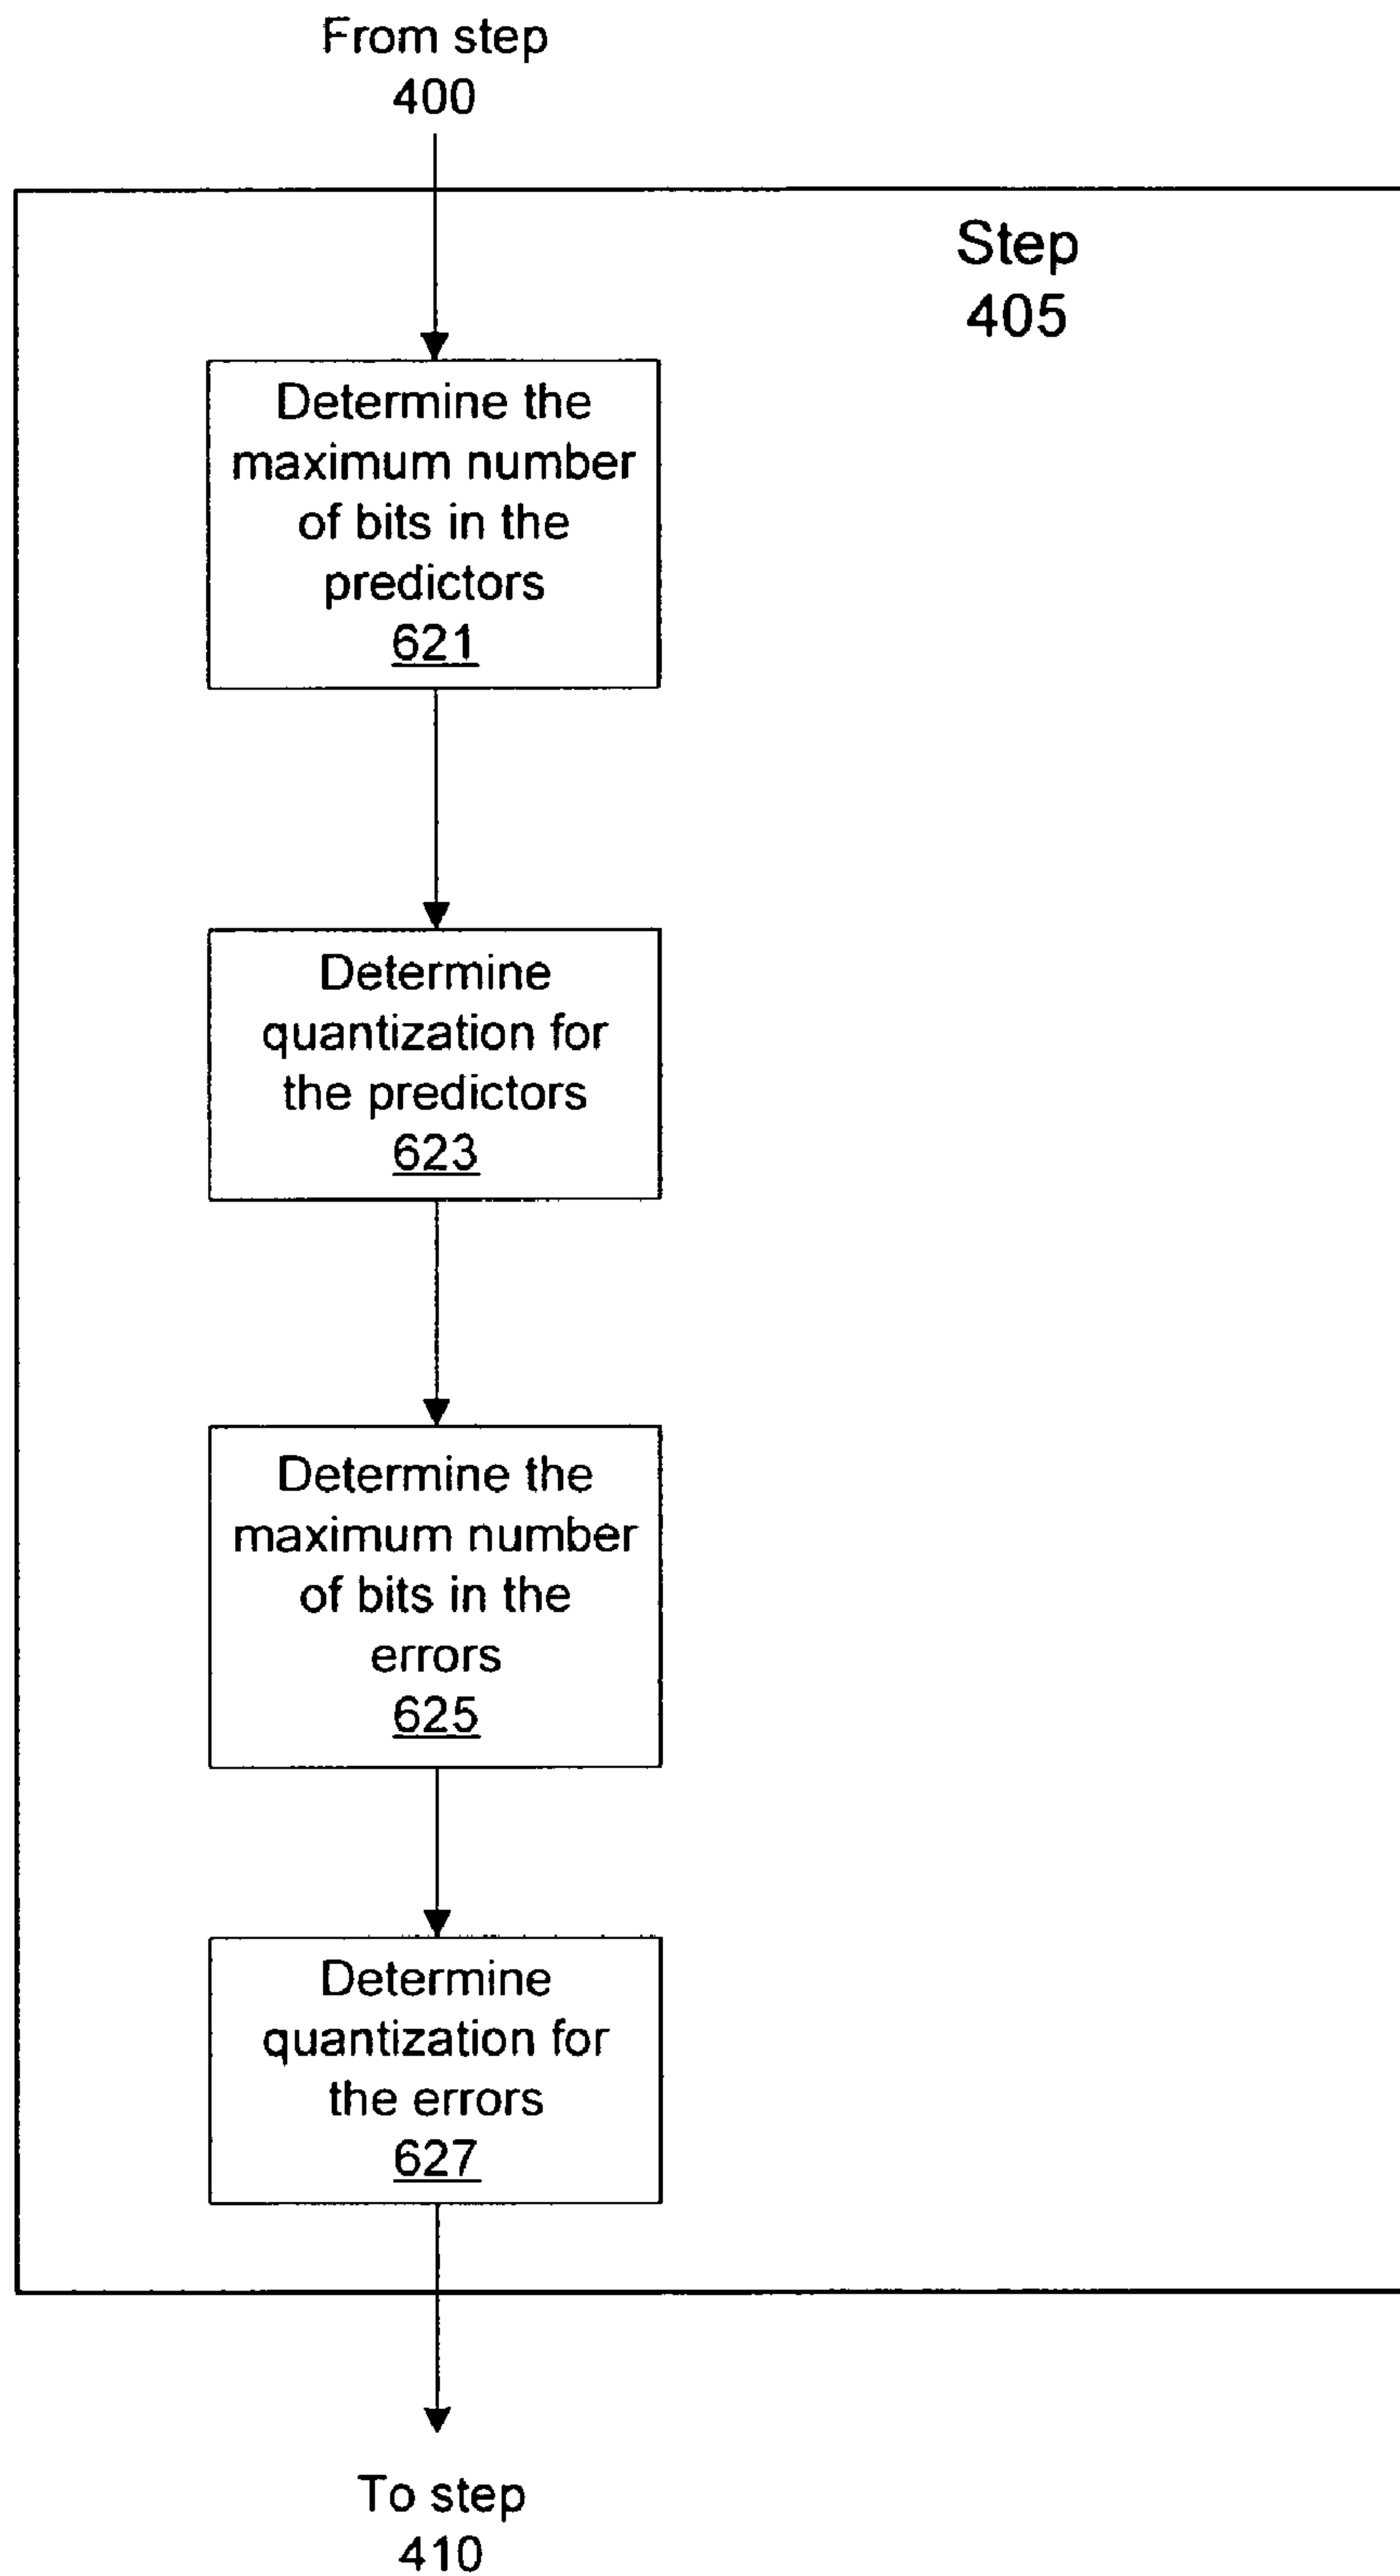 From step
400
Step
405
Determine the
maximum number
of bits in the
predictors
621
Determine
quantization for
the predictors
623
Determine the
maximum number
of bits in the
errors
625
Determine
quantization for
the errors
627
To step
410